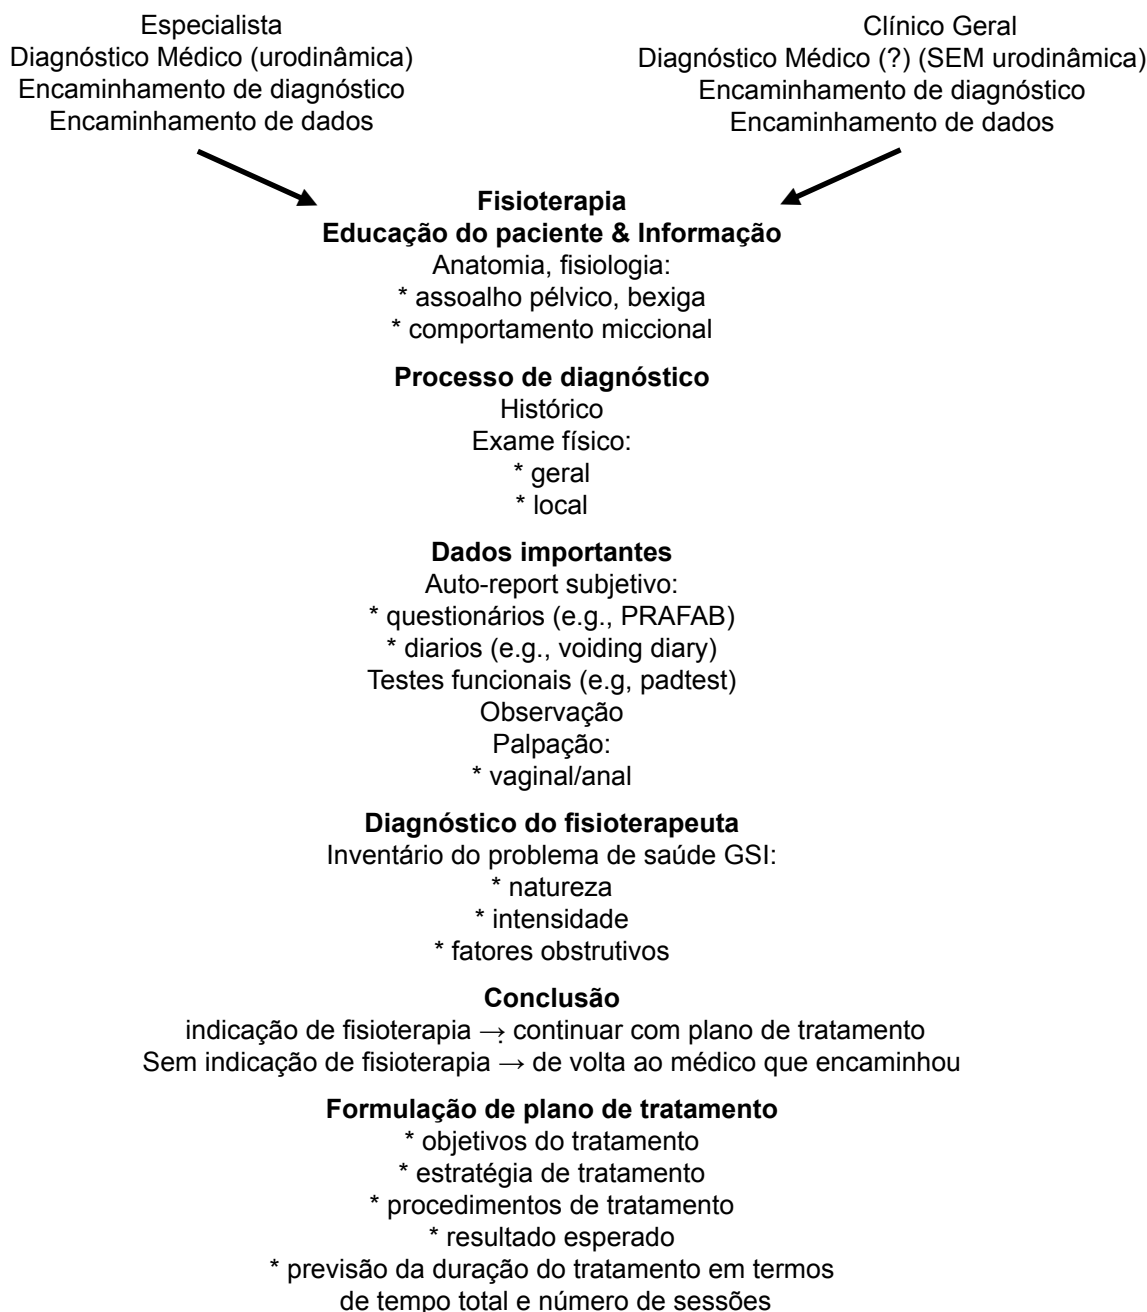 Especialista
Diagnóstico Médico (urodinâmica)
Encaminhamento de diagnóstico
Encaminhamento de dados
Clínico Geral
Diagnóstico Médico (?) (SEM urodinâmica)
Encaminhamento de diagnóstico
Encaminhamento de dados
Fisioterapia
Educação do paciente & Informação
Anatomia, fisiologia:
* assoalho pélvico, bexiga
* comportamento miccional
Processo de diagnóstico
Histórico
Exame físico:
* geral
* local
Dados importantes
Auto-report subjetivo:
* questionários (e.g., PRAFAB)
* diarios (e.g., voiding diary)
Testes funcionais (e.g, padtest)
Observação
Palpação:
* vaginal/anal
Diagnóstico do fisioterapeuta
Inventário do problema de saúde GSI:
* natureza
* intensidade
* fatores obstrutivos
Conclusão
indicação de fisioterapia → continuar com plano de tratamento
Sem indicação de fisioterapia → de volta ao médico que encaminhou
Formulação de plano de tratamento
* objetivos do tratamento
* estratégia de tratamento
* procedimentos de tratamento
* resultado esperado
* previsão da duração do tratamento em termos
de tempo total e número de sessões